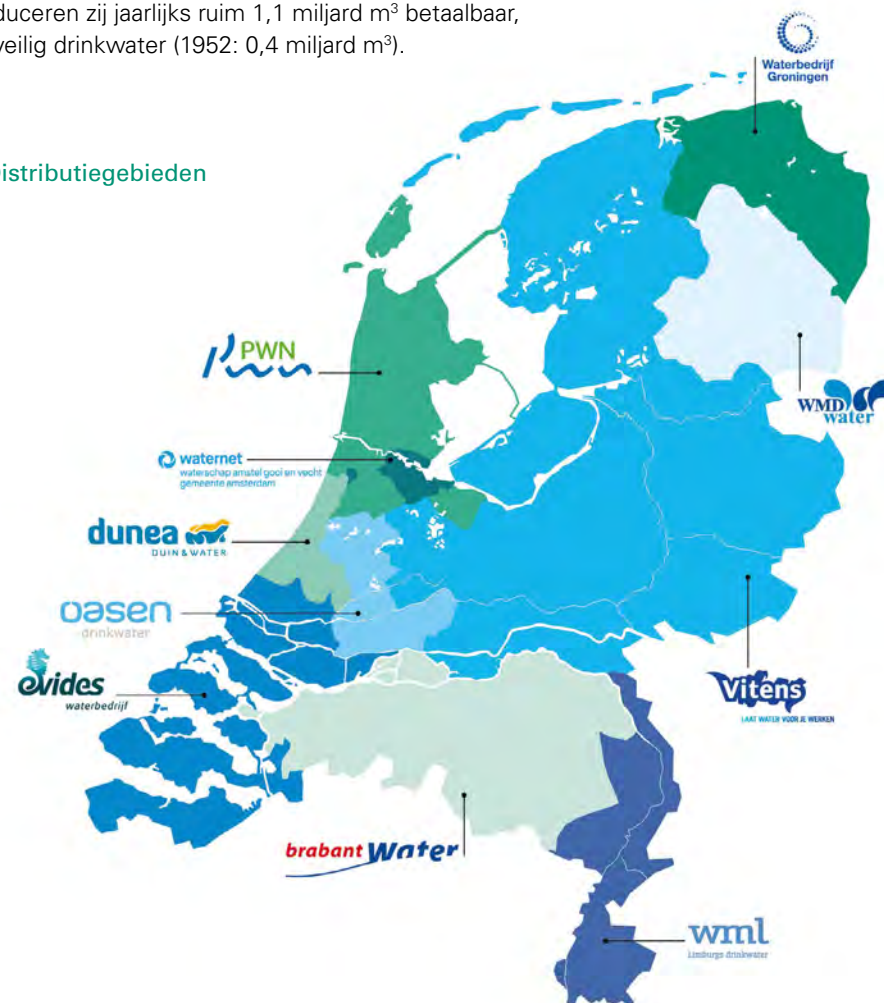 duceren zij jaarlijks ruim 1,1 miljard m³ betaalbaar,
veilig drinkwater (1952: 0,4 miljard m³).
Waterbedrijf
Groningen
istributiegebieden
PWN
WMD
water
waternet
waterschap amstel gooi en vecht
gemeente amsterdam
dunea
DUIN & WATER
oasen
drinkwater
evides
waterbedrijf
Vitens
LAAT WATER VOOR JE WERKEN
brabant Water
wml
Limburgs drinkwater